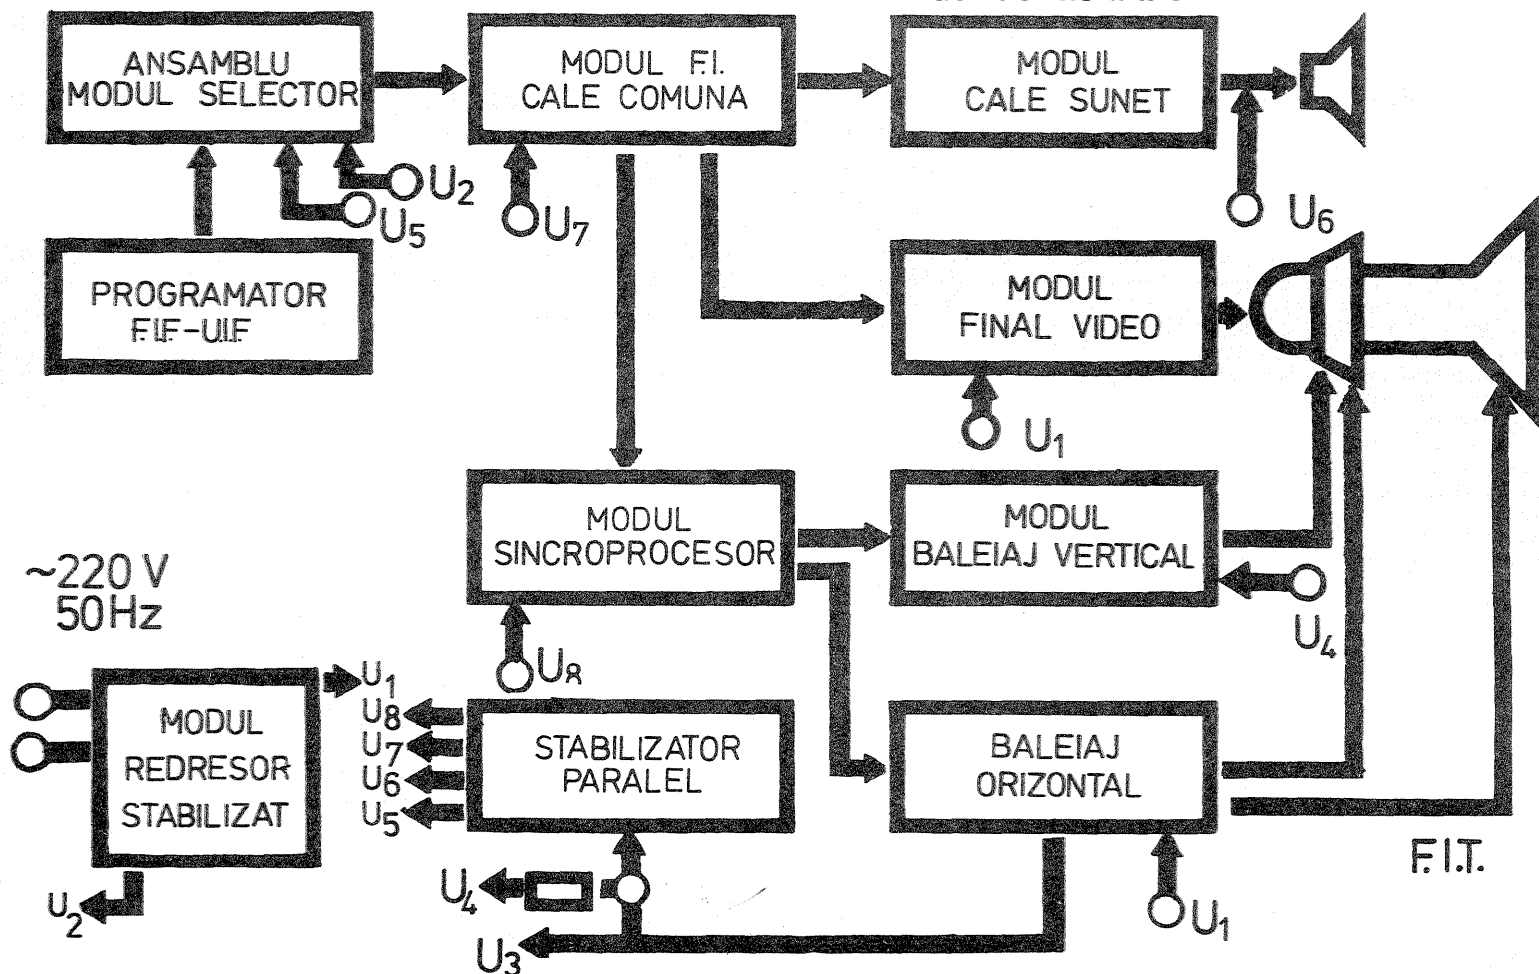 ANSAMBLU
MODUL SELECTOR
MODUL F.I.
CALE COMUNA
MODUL
CALE SUNET
U2
U5
U7
U6
PROGRAMATOR
F.I.F-U.I.F
MODUL
FINAL VIDEO
U1
MODUL
SINCROPROCESOR
MODUL
BALEIAJ VERTICAL
~220 V
50Hz
U4
U8
U1
MODUL
REDRESOR
STABILIZAT
U8
U7
U6
U5
STABILIZATOR
PARALEL
BALEIAJ
ORIZONTAL
F.I.T.
U4
U2
U1
U3